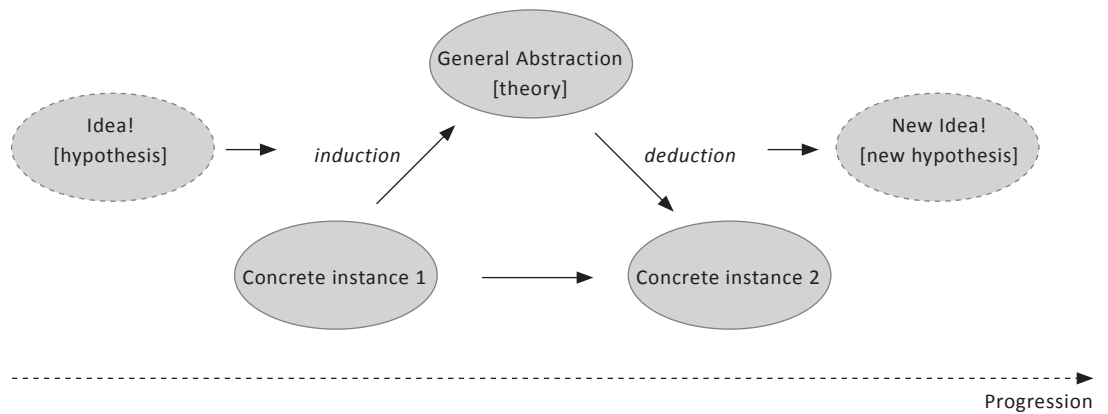 General Abstraction
[theory]
Idea!
[hypothesis]
induction
deduction
New Idea!
[new hypothesis]
Concrete instance 1
Concrete instance 2
Progression